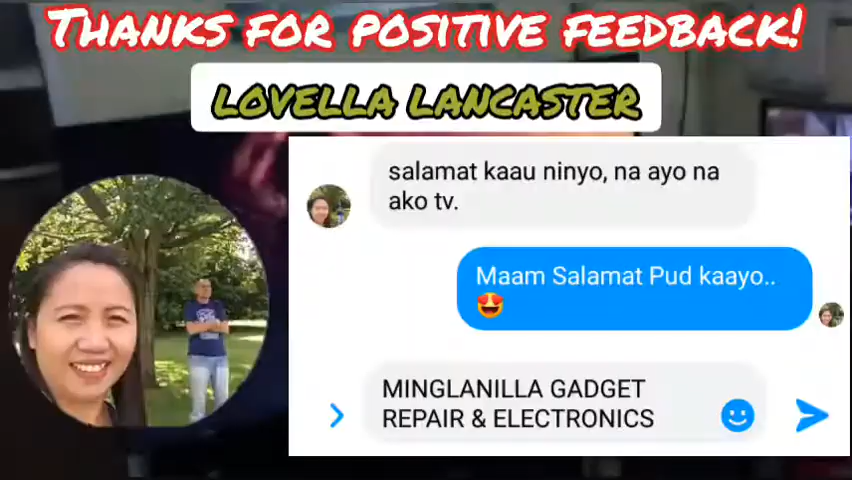 THANKS FOR POSITIVE FEEDBACK!
LOVELLA LANCASTER
salamat kaau ninyo, na ayo na
ako tv.
Maam Salamat Pud kaayo..
😍
MINGLANILLA GADGET
REPAIR & ELECTRONICS